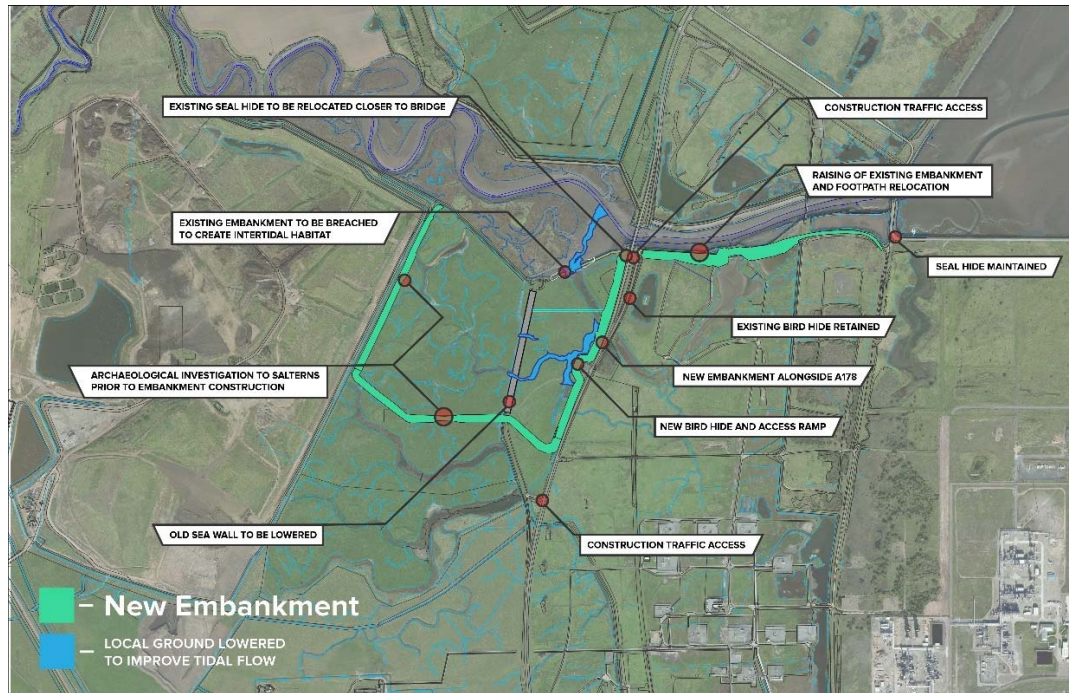 EXISTING SEAL HIDE TO BE RELOCATED CLOSER TO BRIDGE
CONSTRUCTION TRAFFIC ACCESS
RAISING OF EXISTING EMBANKMENT
AND FOOTPATH RELOCATION
EXISTING EMBANKMENT TO BE BREACHED
TO CREATE INTERTIDAL HABITAT
SEAL HIDE MAINTAINED
EXISTING BIRD HIDE RETAINED
ARCHAEOLOGICAL INVESTIGATION TO SALTERNS
PRIOR TO EMBANKMENT CONSTRUCTION
NEW EMBANKMENT ALONGSIDE A178
NEW BIRD HIDE AND ACCESS RAMP
OLD SEA WALL TO BE LOWERED
CONSTRUCTION TRAFFIC ACCESS
– New Embankment
– LOCAL GROUND LOWERED
TO IMPROVE TIDAL FLOW